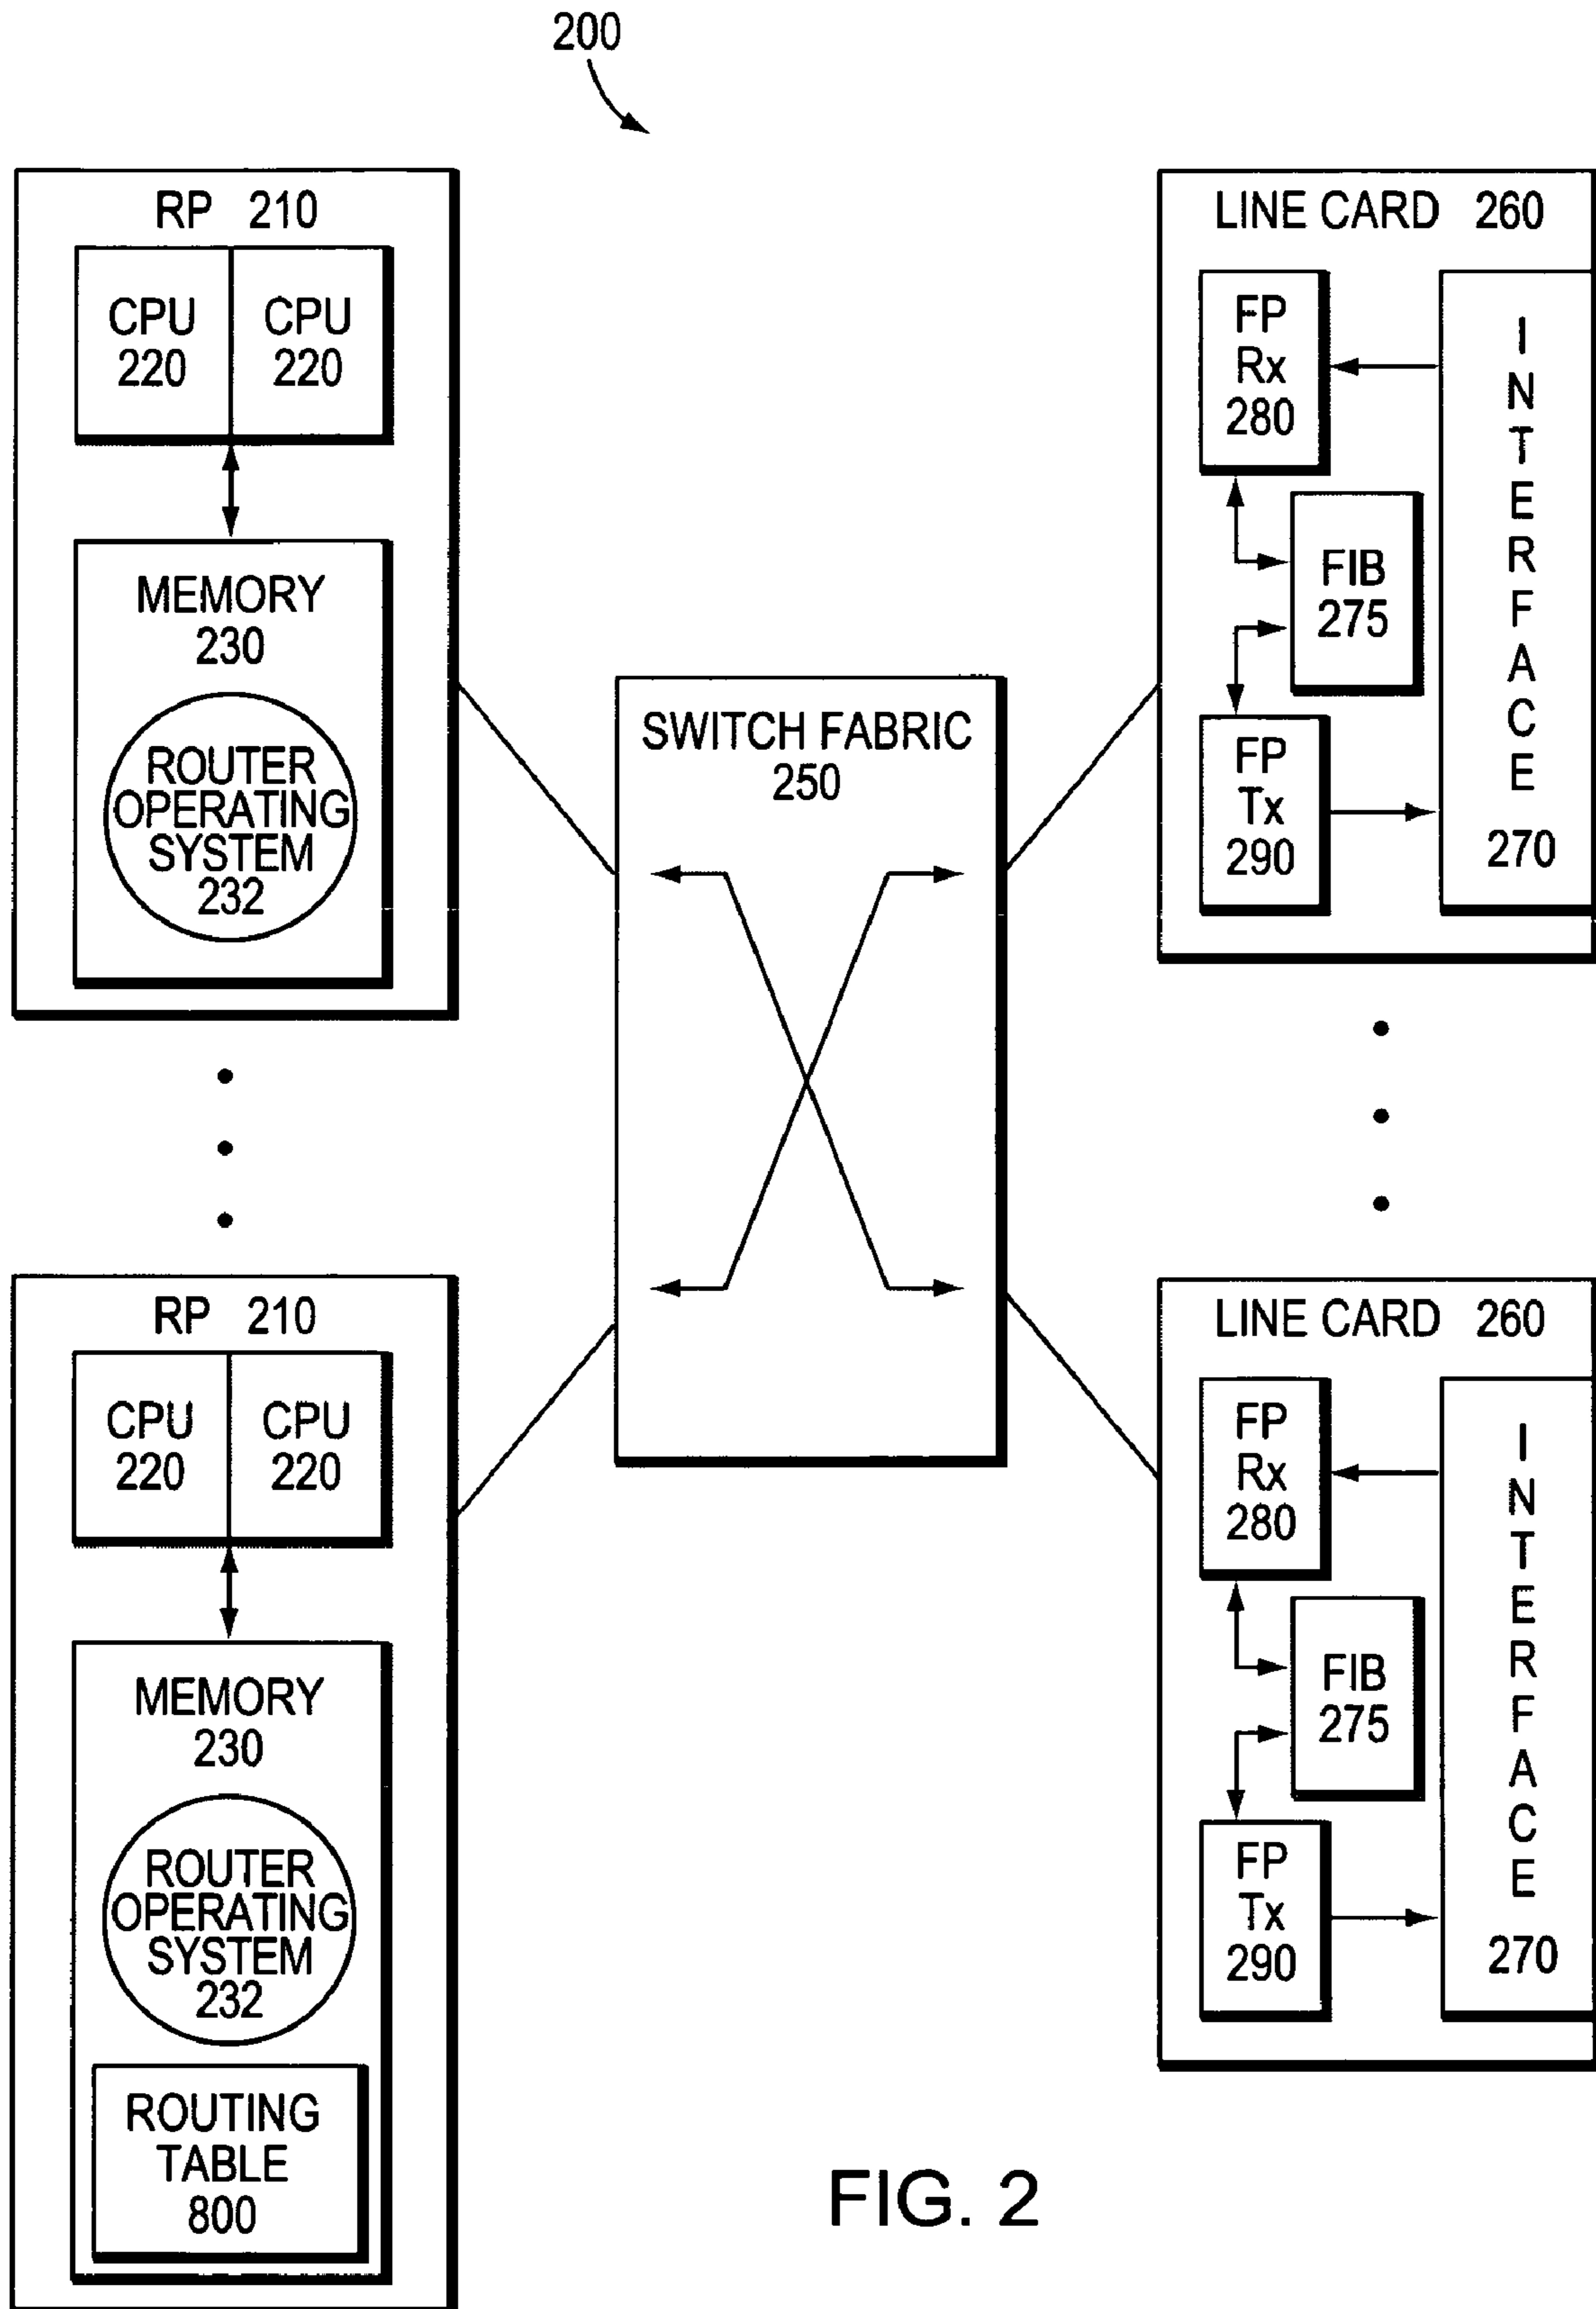 200
RP 210
CPU
220
CPU
220
MEMORY
230
ROUTER
OPERATING
SYSTEM
232
RP 210
CPU
220
CPU
220
MEMORY
230
ROUTER
OPERATING
SYSTEM
232
ROUTING
TABLE
800
SWITCH FABRIC
250
LINE CARD 260
FP
Rx
280
FIB
275
FP
Tx
290
INTERFACE
270
LINE CARD 260
FP
Rx
280
FIB
275
FP
Tx
290
INTERFACE
270
FIG. 2